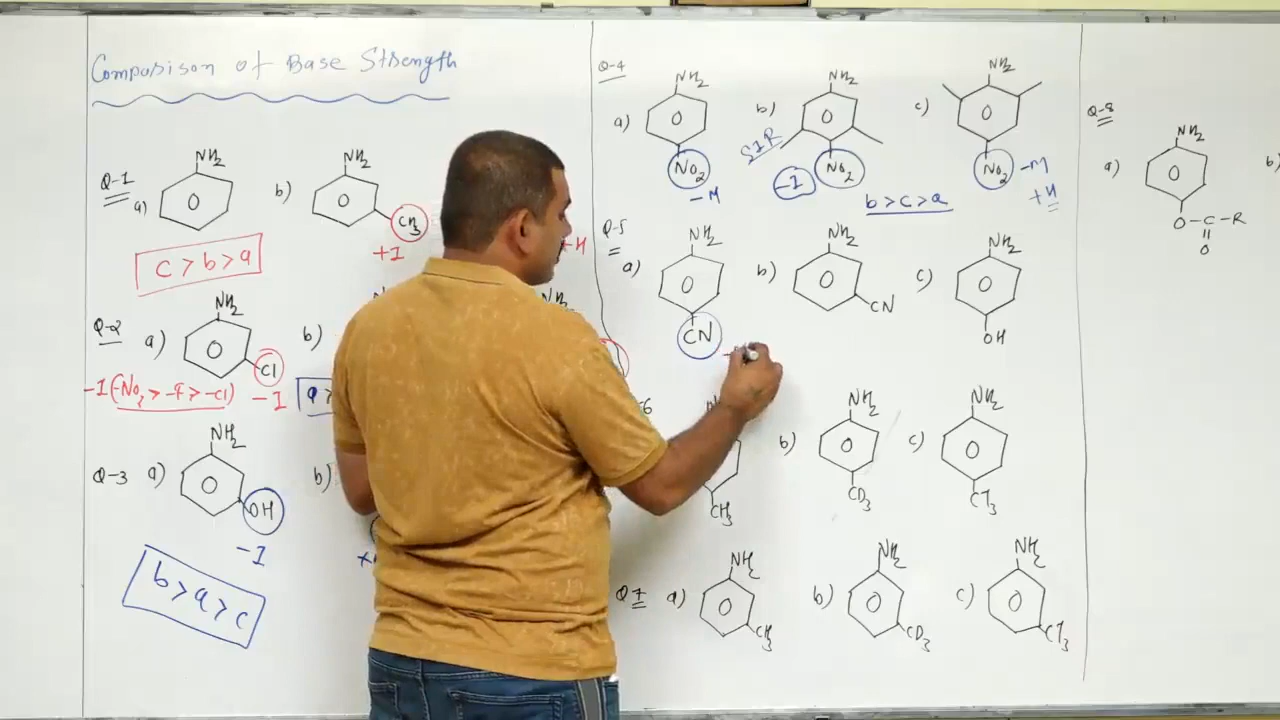 Comparison of Base Strength
Q-1
a)
NH2
b)
NH2
CH3
+I
+H
c > b > a
Q-2
a)
NH2
Cl
-I
b)
-I (-NO2 > -F > -Cl)
a >
Q-3
a)
NH2
OH
-I
b)
b > a > c
Q-4
a)
NH2
NO2
-M
b)
NH2
SIR
-I
NO2
c)
NH2
NO2
-M
+H
b > c > a
Q-5
a)
NH2
CN
b)
NH2
CN
c)
NH2
OH
CH3
b)
NH2
CD3
c)
NH2
CT3
Q-7
a)
NH2
CH3
b)
NH2
CD3
c)
NH2
CT3
Q-8
a)
NH2
O-C-R
O
b)